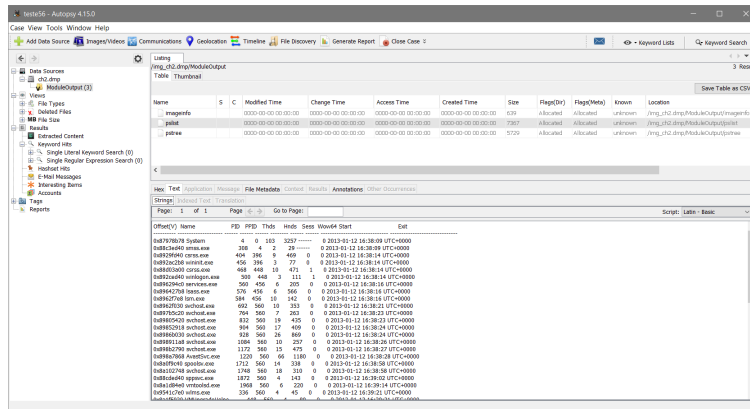 teste56 - Autopsy 4.15.0
Case View Tools Window Help
Add Data Source Images/Videos Communications Geolocation Timeline File Discovery Generate Report Close Case Keyword Lists Keyword Search
Listing
/img_ch2.dmp/ModuleOutput
3 Res
Table Thumbnail
Save Table as CSV
Data Sources
ch2.dmp
ModuleOutput (3)
Views
File Types
Deleted Files
MB File Size
Results
Extracted Content
Keyword Hits
Single Literal Keyword Search (0)
Single Regular Expression Search (0)
Hashset Hits
E-Mail Messages
Interesting Items
Accounts
Tags
Reports
Name S C Modified Time Change Time Access Time Created Time Size Flags(Dir) Flags(Meta) Known Location
imageinfo 0000-00-00 00:00:00 0000-00-00 00:00:00 0000-00-00 00:00:00 0000-00-00 00:00:00 639 Allocated Allocated unknown /img_ch2.dmp/ModuleOutput/imageinfo
pslist 0000-00-00 00:00:00 0000-00-00 00:00:00 0000-00-00 00:00:00 0000-00-00 00:00:00 7367 Allocated Allocated unknown /img_ch2.dmp/ModuleOutput/pslist
pstree 0000-00-00 00:00:00 0000-00-00 00:00:00 0000-00-00 00:00:00 0000-00-00 00:00:00 5729 Allocated Allocated unknown /img_ch2.dmp/ModuleOutput/pstree
Hex Text Application Message File Metadata Context Results Annotations Other Occurrences
Strings Indexed Text Translation
Page: 1 of 1 Page Go to Page: Script: Latin - Basic
Offset(V) Name PID PPID Thds Hnds Sess Wow64 Start Exit
0x87978b78 System 4 0 103 3257 ------ 0 2013-01-12 16:38:09 UTC+0000
0x88c3ed40 smss.exe 308 4 2 29 ------ 0 2013-01-12 16:38:09 UTC+0000
0x8929fd40 csrss.exe 404 396 9 469 0 0 2013-01-12 16:38:14 UTC+0000
0x892ac2b8 wininit.exe 456 396 3 77 0 0 2013-01-12 16:38:14 UTC+0000
0x88d03a00 csrss.exe 468 448 10 471 1 0 2013-01-12 16:38:14 UTC+0000
0x892ced40 winlogon.exe 500 448 3 111 1 0 2013-01-12 16:38:14 UTC+0000
0x896294c0 services.exe 560 456 6 205 0 0 2013-01-12 16:38:16 UTC+0000
0x896427b8 lsass.exe 576 456 6 566 0 0 2013-01-12 16:38:16 UTC+0000
0x8962f7e8 lsm.exe 584 456 10 142 0 0 2013-01-12 16:38:16 UTC+0000
0x8962f030 svchost.exe 692 560 10 353 0 0 2013-01-12 16:38:21 UTC+0000
0x897b5c20 svchost.exe 764 560 7 263 0 0 2013-01-12 16:38:23 UTC+0000
0x89805420 svchost.exe 832 560 19 435 0 0 2013-01-12 16:38:23 UTC+0000
0x89852918 svchost.exe 904 560 17 409 0 0 2013-01-12 16:38:24 UTC+0000
0x8986b030 svchost.exe 928 560 26 869 0 0 2013-01-12 16:38:24 UTC+0000
0x898911a8 svchost.exe 1084 560 10 257 0 0 2013-01-12 16:38:26 UTC+0000
0x898b2790 svchost.exe 1172 560 15 475 0 0 2013-01-12 16:38:27 UTC+0000
0x898a7868 AvastSvc.exe 1220 560 66 1180 0 0 2013-01-12 16:38:28 UTC+0000
0x8a0f9c40 spoolsv.exe 1712 560 14 338 0 0 2013-01-12 16:38:58 UTC+0000
0x8a102748 svchost.exe 1748 560 18 310 0 0 2013-01-12 16:38:58 UTC+0000
0x88cded40 sppsvc.exe 1872 560 4 143 0 0 2013-01-12 16:39:02 UTC+0000
0x8a1d84e0 vmtoolsd.exe 1968 560 6 220 0 0 2013-01-12 16:39:14 UTC+0000
0x9541c7e0 wlms.exe 336 560 4 45 0 0 2013-01-12 16:39:21 UTC+0000